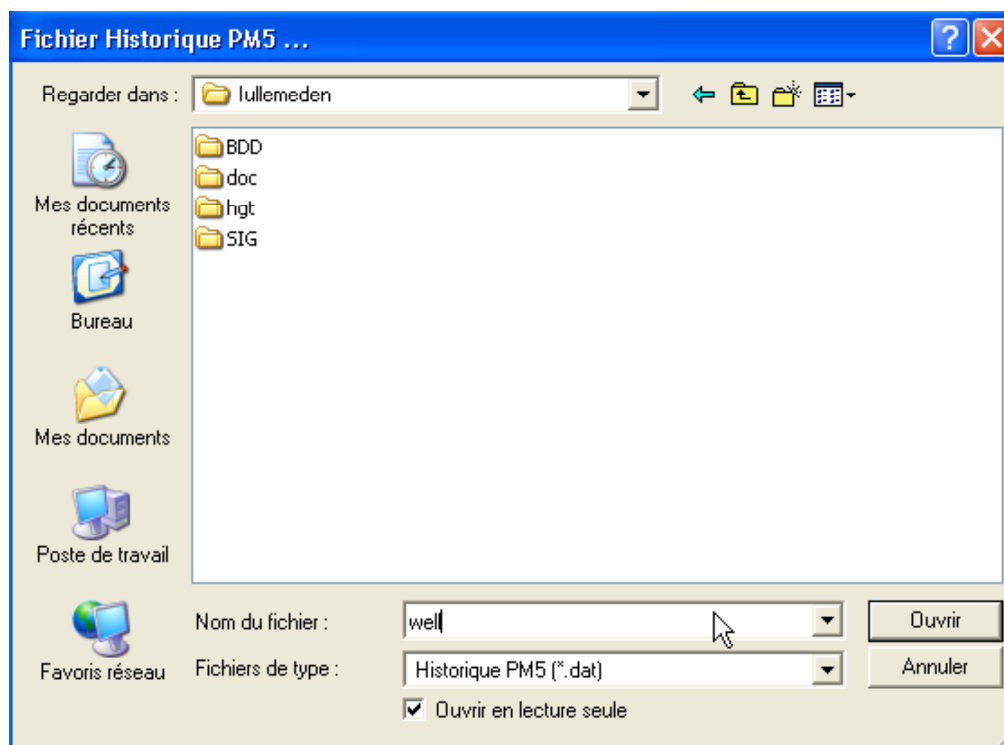 Fichier Historique PM5 ...
Regarder dans :
lullemeden
BDD
doc
hgt
SIG
Mes documents
récents
Bureau
Mes documents
Poste de travail
Favoris réseau
Nom du fichier :
well
Ouvrir
Fichiers de type :
Historique PM5 (*.dat)
Annuler
Ouvrir en lecture seule